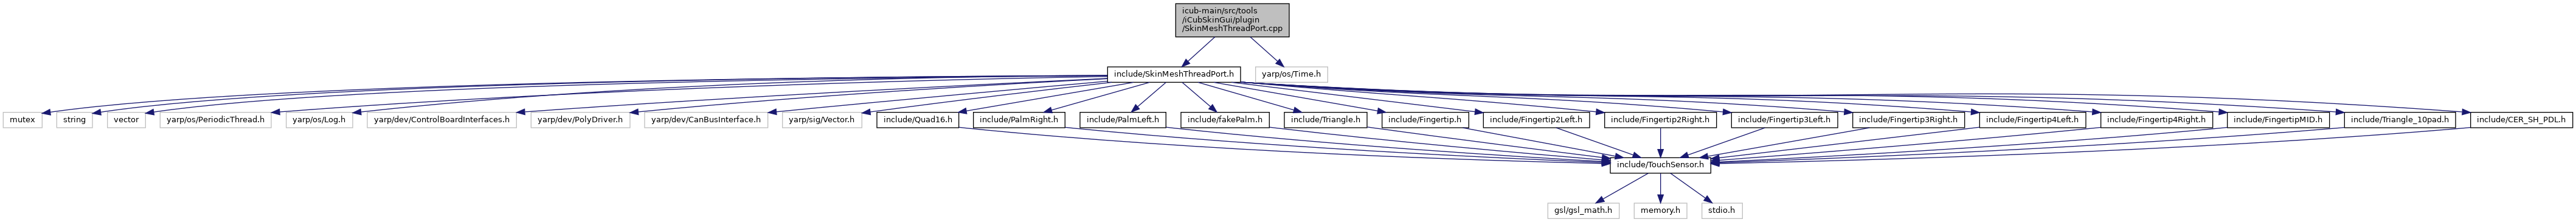 icub-main/src/tools
/iCubSkinGui/plugin
/SkinMeshThreadPort.cpp
include/SkinMeshThreadPort.h
yarp/os/Time.h
mutex
string
vector
yarp/os/PeriodicThread.h
yarp/os/Log.h
yarp/dev/ControlBoardInterfaces.h
yarp/dev/PolyDriver.h
yarp/dev/CanBusInterface.h
yarp/sig/Vector.h
include/Quad16.h
include/PalmRight.h
include/PalmLeft.h
include/fakePalm.h
include/Triangle.h
include/Fingertip.h
include/Fingertip2Left.h
include/Fingertip2Right.h
include/Fingertip3Left.h
include/Fingertip3Right.h
include/Fingertip4Left.h
include/Fingertip4Right.h
include/FingertipMID.h
include/Triangle_10pad.h
include/CER_SH_PDL.h
include/TouchSensor.h
gsl/gsl_math.h
memory.h
stdio.h